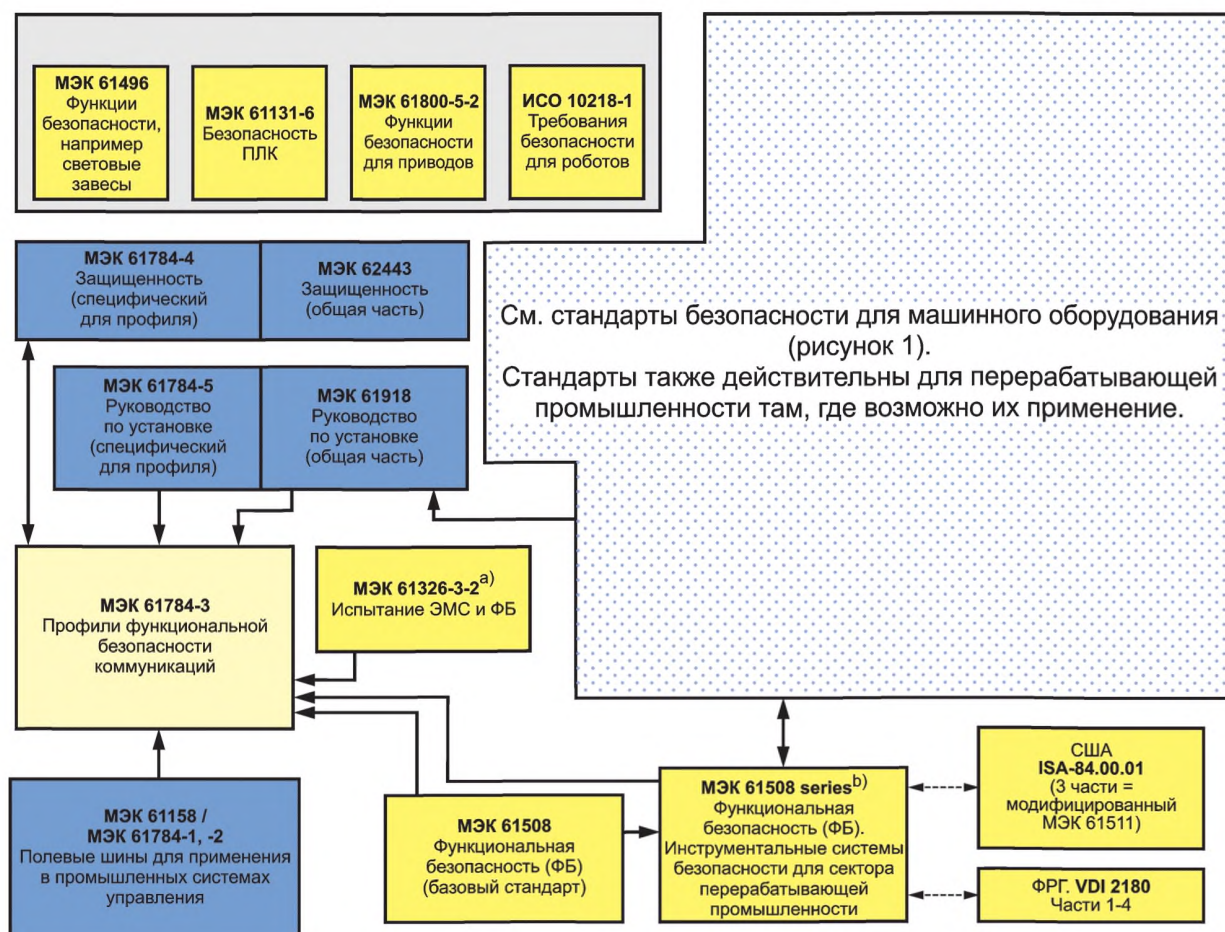 МЭК 61496
Функции
безопасности,
например
световые
завесы
МЭК 61131-6
Безопасность
ПЛК
МЭК 61800-5-2
Функции
безопасности
для приводов
ИСО 10218-1
Требования
безопасности
для роботов
МЭК 61784-4
Защищенность
(специфический
для профиля)
МЭК 62443
Защищенность
(общая часть)
См. стандарты безопасности для машинного оборудования
(рисунок 1).
Стандарты также действительны для перерабатывающей
промышленности там, где возможно их применение.
МЭК 61784-5
Руководство
по установке
(специфический
для профиля)
МЭК 61918
Руководство
по установке
(общая часть)
МЭК 61784-3
Профили функциональной
безопасности
коммуникаций
МЭК 61326-3-2a)
Испытание ЭМС и ФБ
МЭК 61158 /
МЭК 61784-1, -2
Полевые шины для применения
в промышленных системах
управления
МЭК 61508
Функциональная
безопасность (ФБ)
(базовый стандарт)
МЭК 61508 seriesb)
Функциональная
безопасность (ФБ).
Инструментальные системы
безопасности для сектора
перерабатывающей
промышленности
США
ISA-84.00.01
(3 части =
модифицированный
МЭК 61511)
ФРГ. VDI 2180
Части 1-4